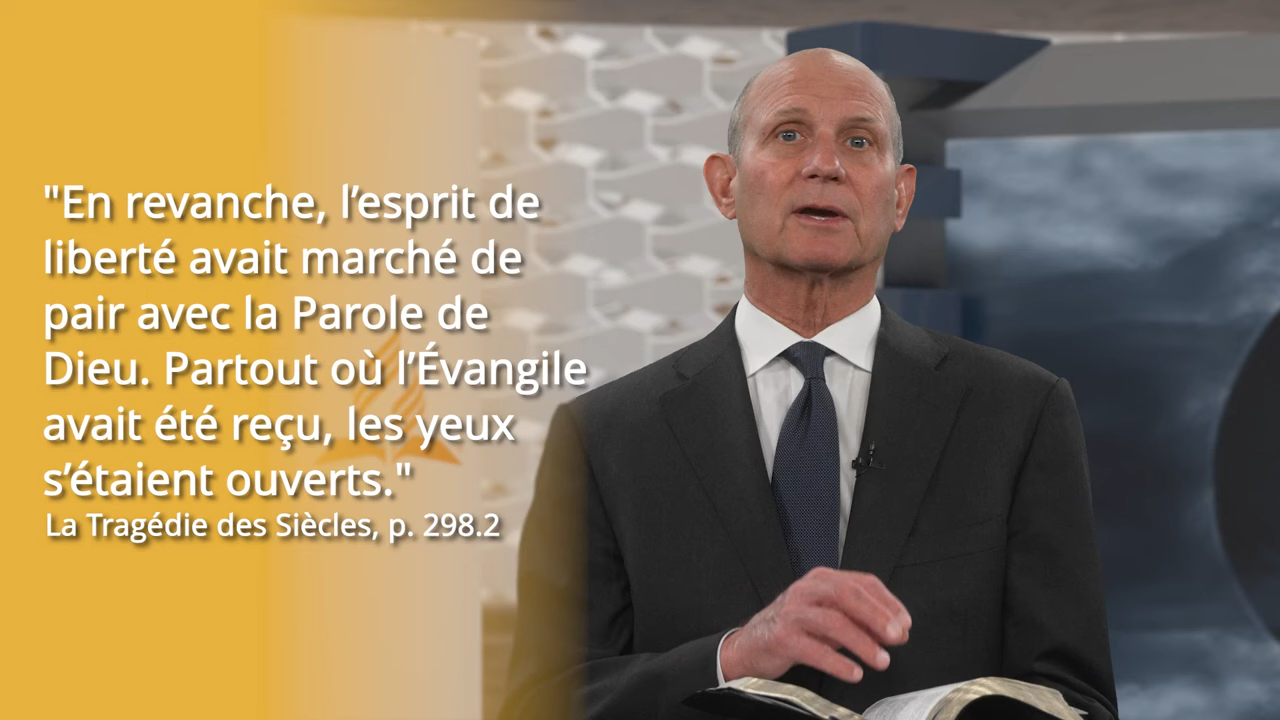 "En revanche, l’esprit de
liberté avait marché de
pair avec la Parole de
Dieu. Partout où l’Évangile
avait été reçu, les yeux
s’étaient ouverts."
La Tragédie des Siècles, p. 298.2